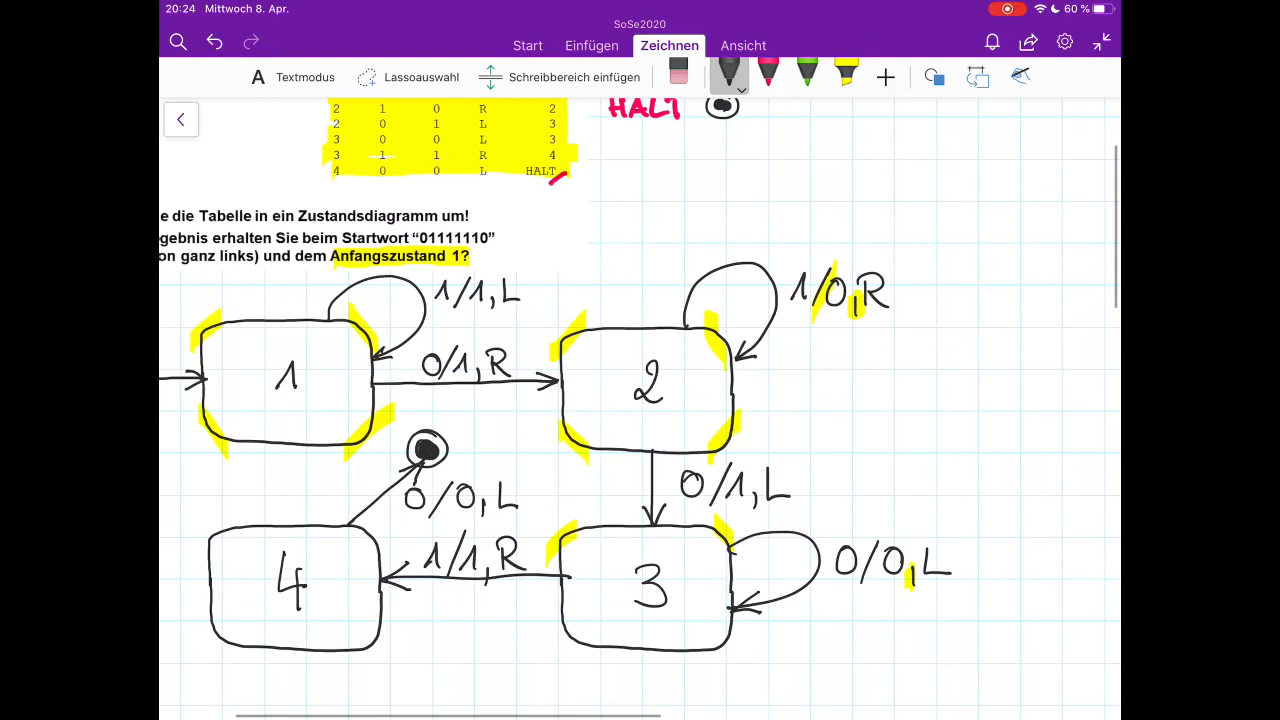 20:24 Mittwoch 8. Apr.
60 %
SoSe2020
Start Einfügen Zeichnen Ansicht
A Textmodus Lassoauswahl Schreibbereich einfügen
2 1 0 R 2
2 0 1 L 3
3 0 0 L 3
3 1 1 R 4
4 0 0 L HALT
HALT
e die Tabelle in ein Zustandsdiagramm um!
gebnis erhalten Sie beim Startwort “01111110”
on ganz links) und dem Anfangszustand 1?
1/1, L
1/0, R
1
0/1, R
2
0/0, L
0/1, L
4
1/1, R
3
0/0, L